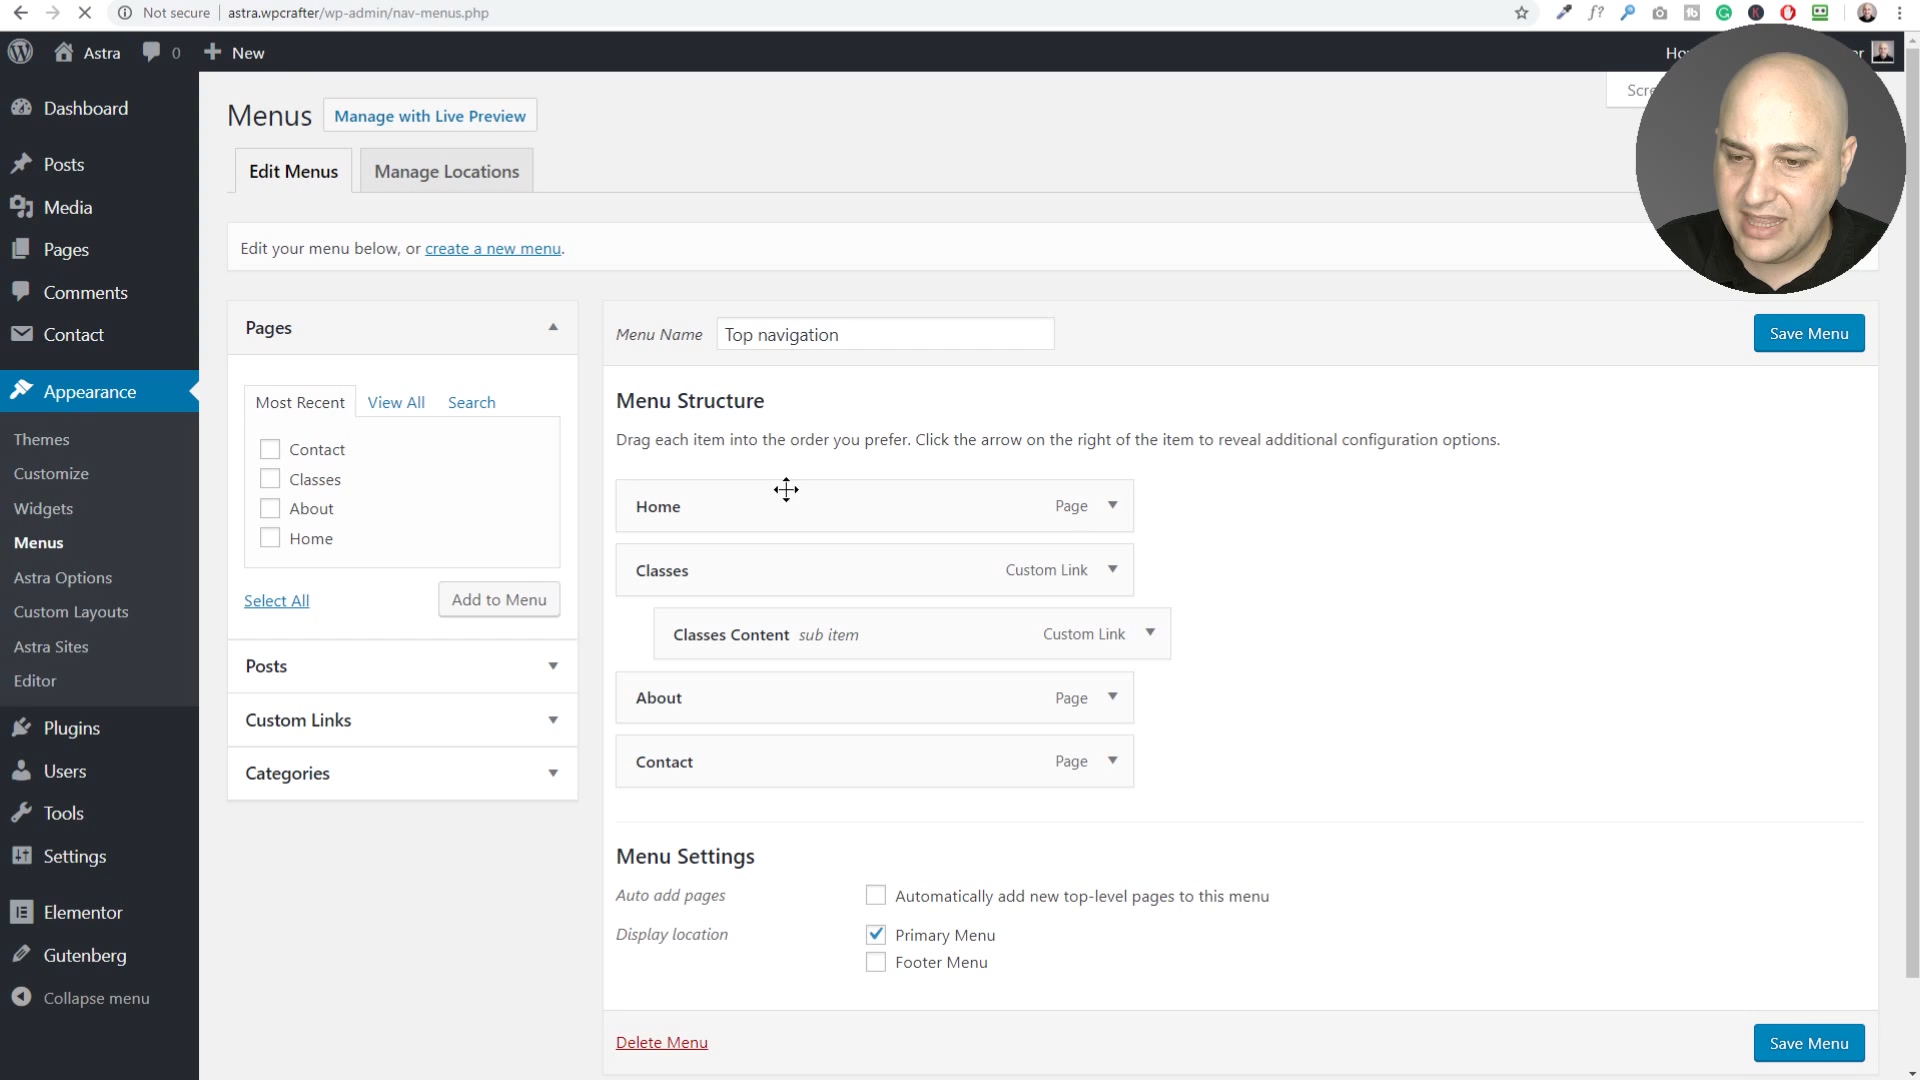 Not secure | astra.wpcrafter/wp-admin/nav-menus.php
Astra 0 New
Dashboard
Posts
Media
Pages
Comments
Contact
Appearance
Themes
Customize
Widgets
Menus
Astra Options
Custom Layouts
Astra Sites
Editor
Plugins
Users
Tools
Settings
Elementor
Gutenberg
Collapse menu
Menus Manage with Live Preview
Edit Menus Manage Locations
Edit your menu below, or create a new menu.
Pages
Most Recent View All Search
Contact
Classes
About
Home
Select All Add to Menu
Posts
Custom Links
Categories
Menu Name Top navigation Save Menu
Menu Structure
Drag each item into the order you prefer. Click the arrow on the right of the item to reveal additional configuration options.
Home Page
Classes Custom Link
Classes Content sub item Custom Link
About Page
Contact Page
Menu Settings
Auto add pages Automatically add new top-level pages to this menu
Display location Primary Menu
Footer Menu
Delete Menu Save Menu